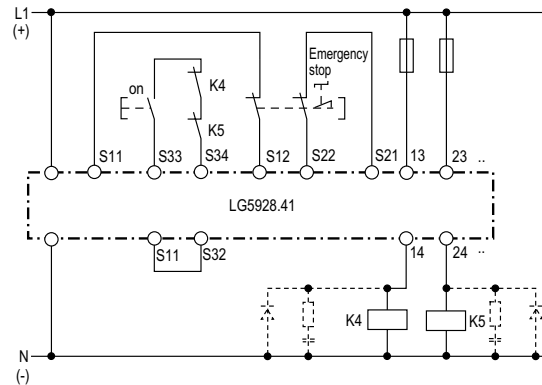 L1
(+)
Emergency
stop
on
K4
K5
S11
S33
S34
S12
S22
S21
13
23 ..
LG5928.41
S11
S32
14
24 ..
K4
K5
N
(-)